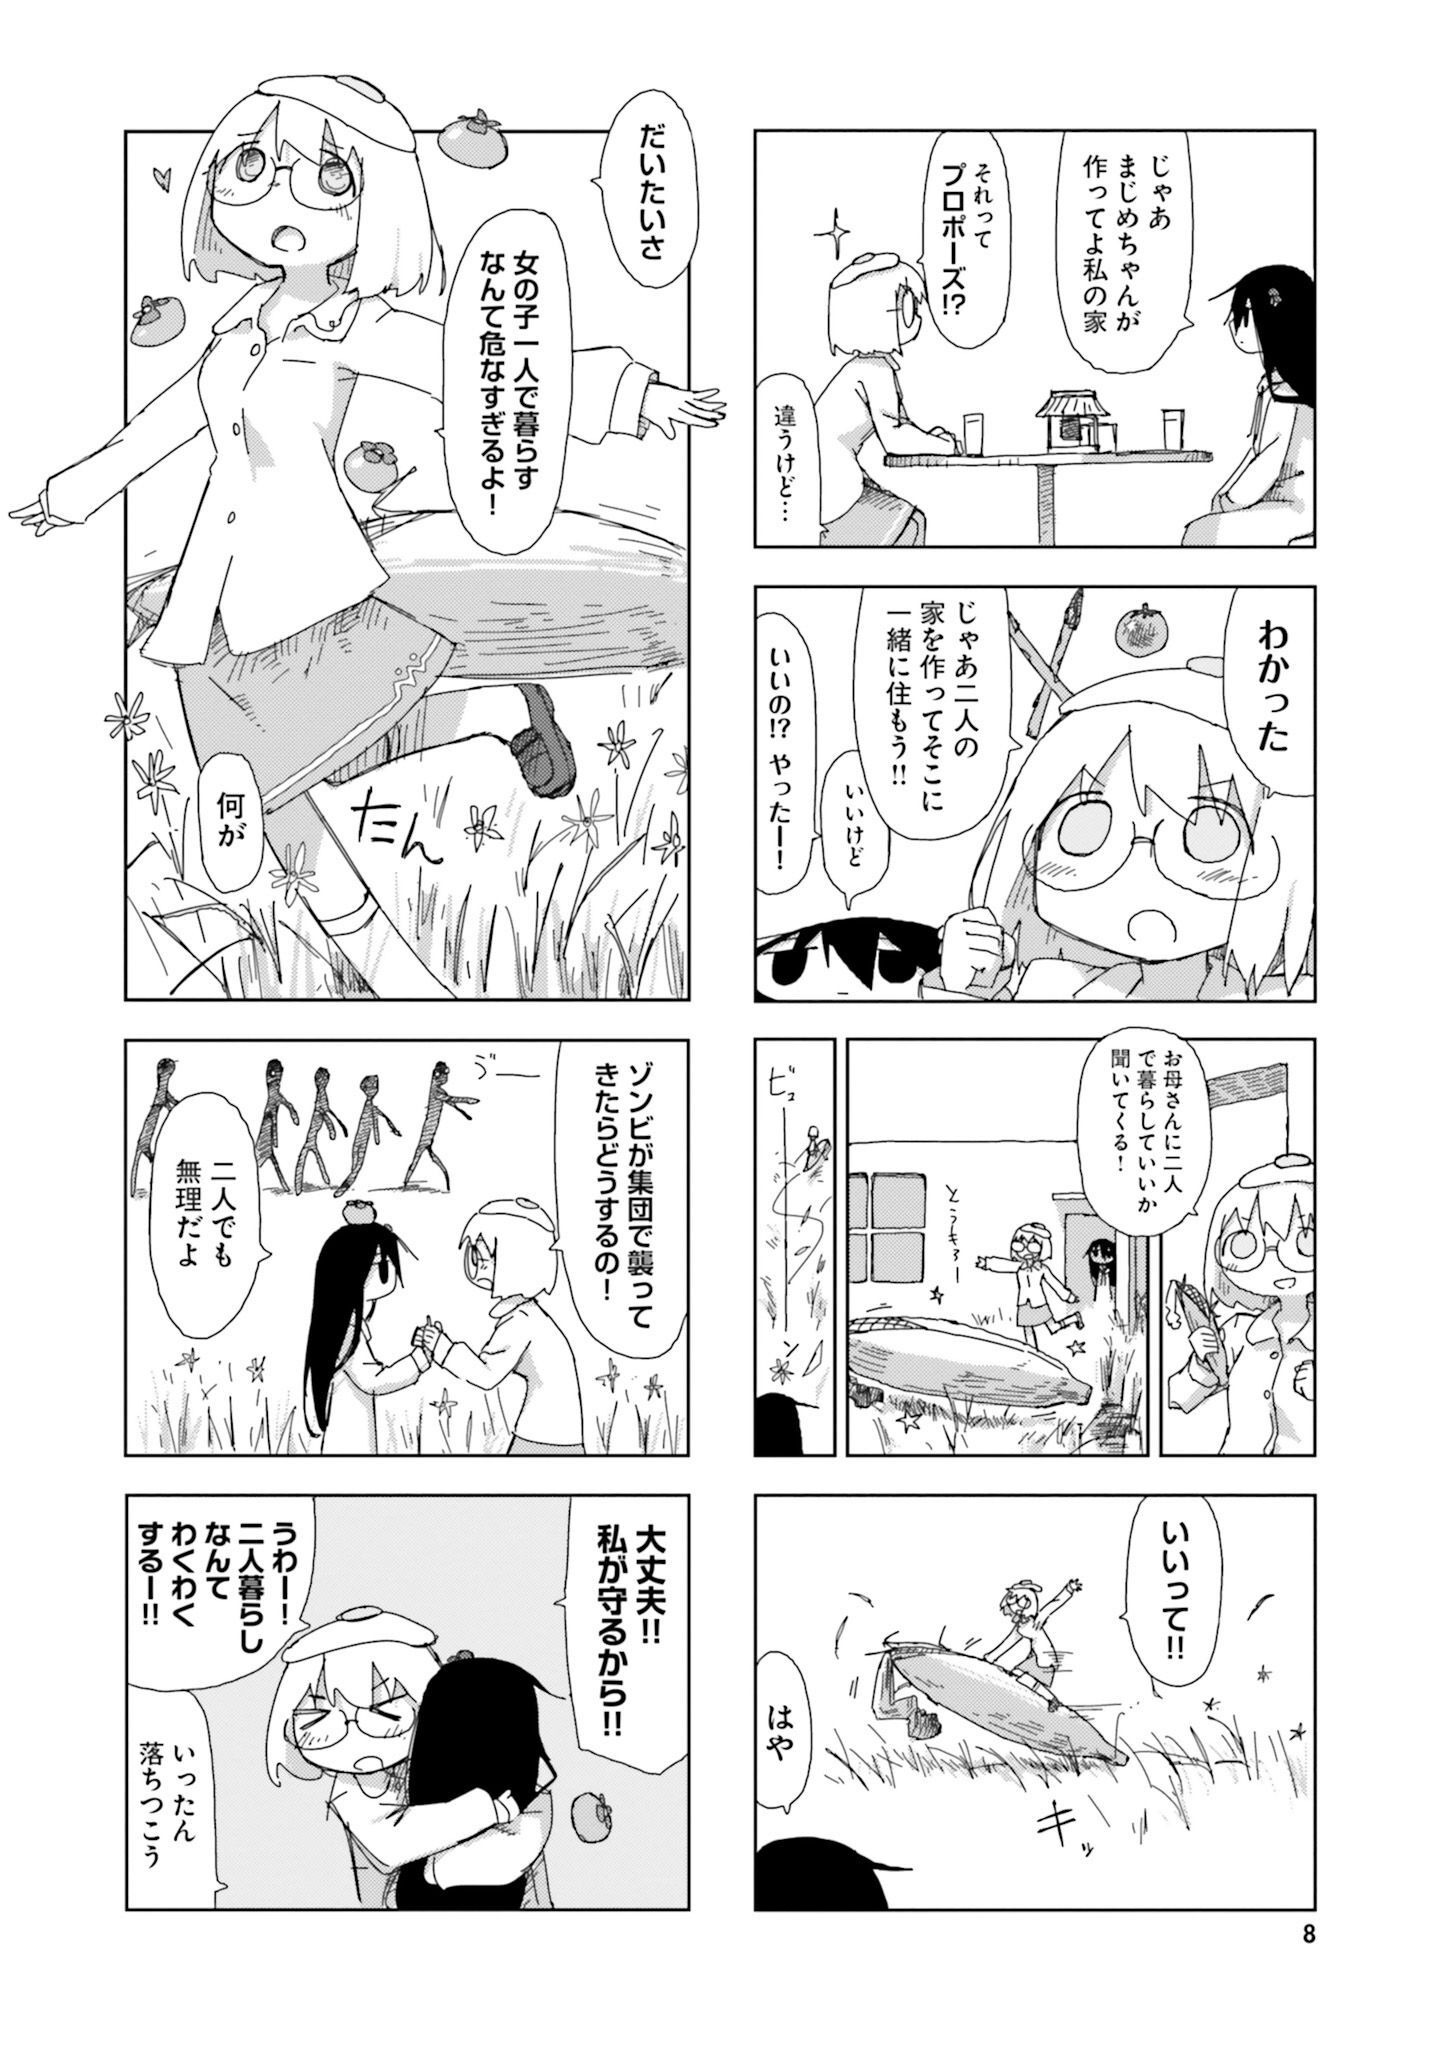 じゃあ
まじめちゃんが
作ってよ私の家
それって
プロポーズ!?
違うけど…
わかった
じゃあ二人の
家を作ってそこに
一緒に住もう!!
いいけど
いいの!? やったー!
お母さんに二人
で暮らしていいか
聞いてくる!
とうもろー
ビュ
ン
いいって!!
キッ
はや
だいたいさ
女の子一人で暮らす
なんて危なすぎるよ!
たん
何が
ゾンビが集団で襲って
きたらどうするの!
ゾー
二人でも
無理だよ
大丈夫!!
私が守るから!!
うわー!
二人暮らし
なんて
わくわく
するー!!
いったん
落ちつこう
8